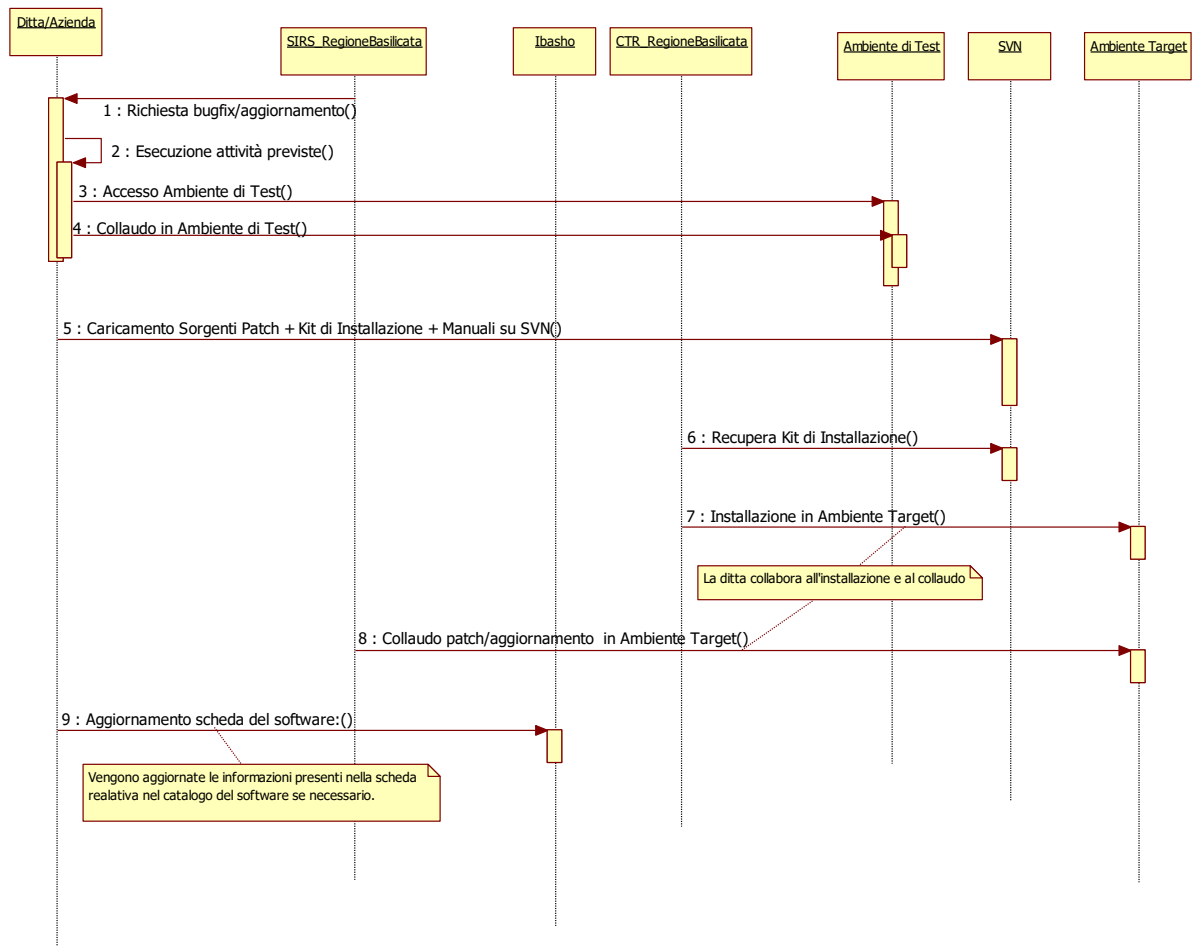 Ditta/Azienda
SIRS_RegioneBasilicata
Ibasho
CTR_RegioneBasilicata
Ambiente di Test
SVN
Ambiente Target
1 : Richiesta bugfix/aggiornamento()
2 : Esecuzione attività previste()
3 : Accesso Ambiente di Test()
4 : Collaudo in Ambiente di Test()
5 : Caricamento Sorgenti Patch + Kit di Installazione + Manuali su SVN()
6 : Recupera Kit di Installazione()
7 : Installazione in Ambiente Target()
La ditta collabora all'installazione e al collaudo
8 : Collaudo patch/aggiornamento  in Ambiente Target()
9 : Aggiornamento scheda del software:()
Vengono aggiornate le informazioni presenti nella scheda
realativa nel catalogo del software se necessario.